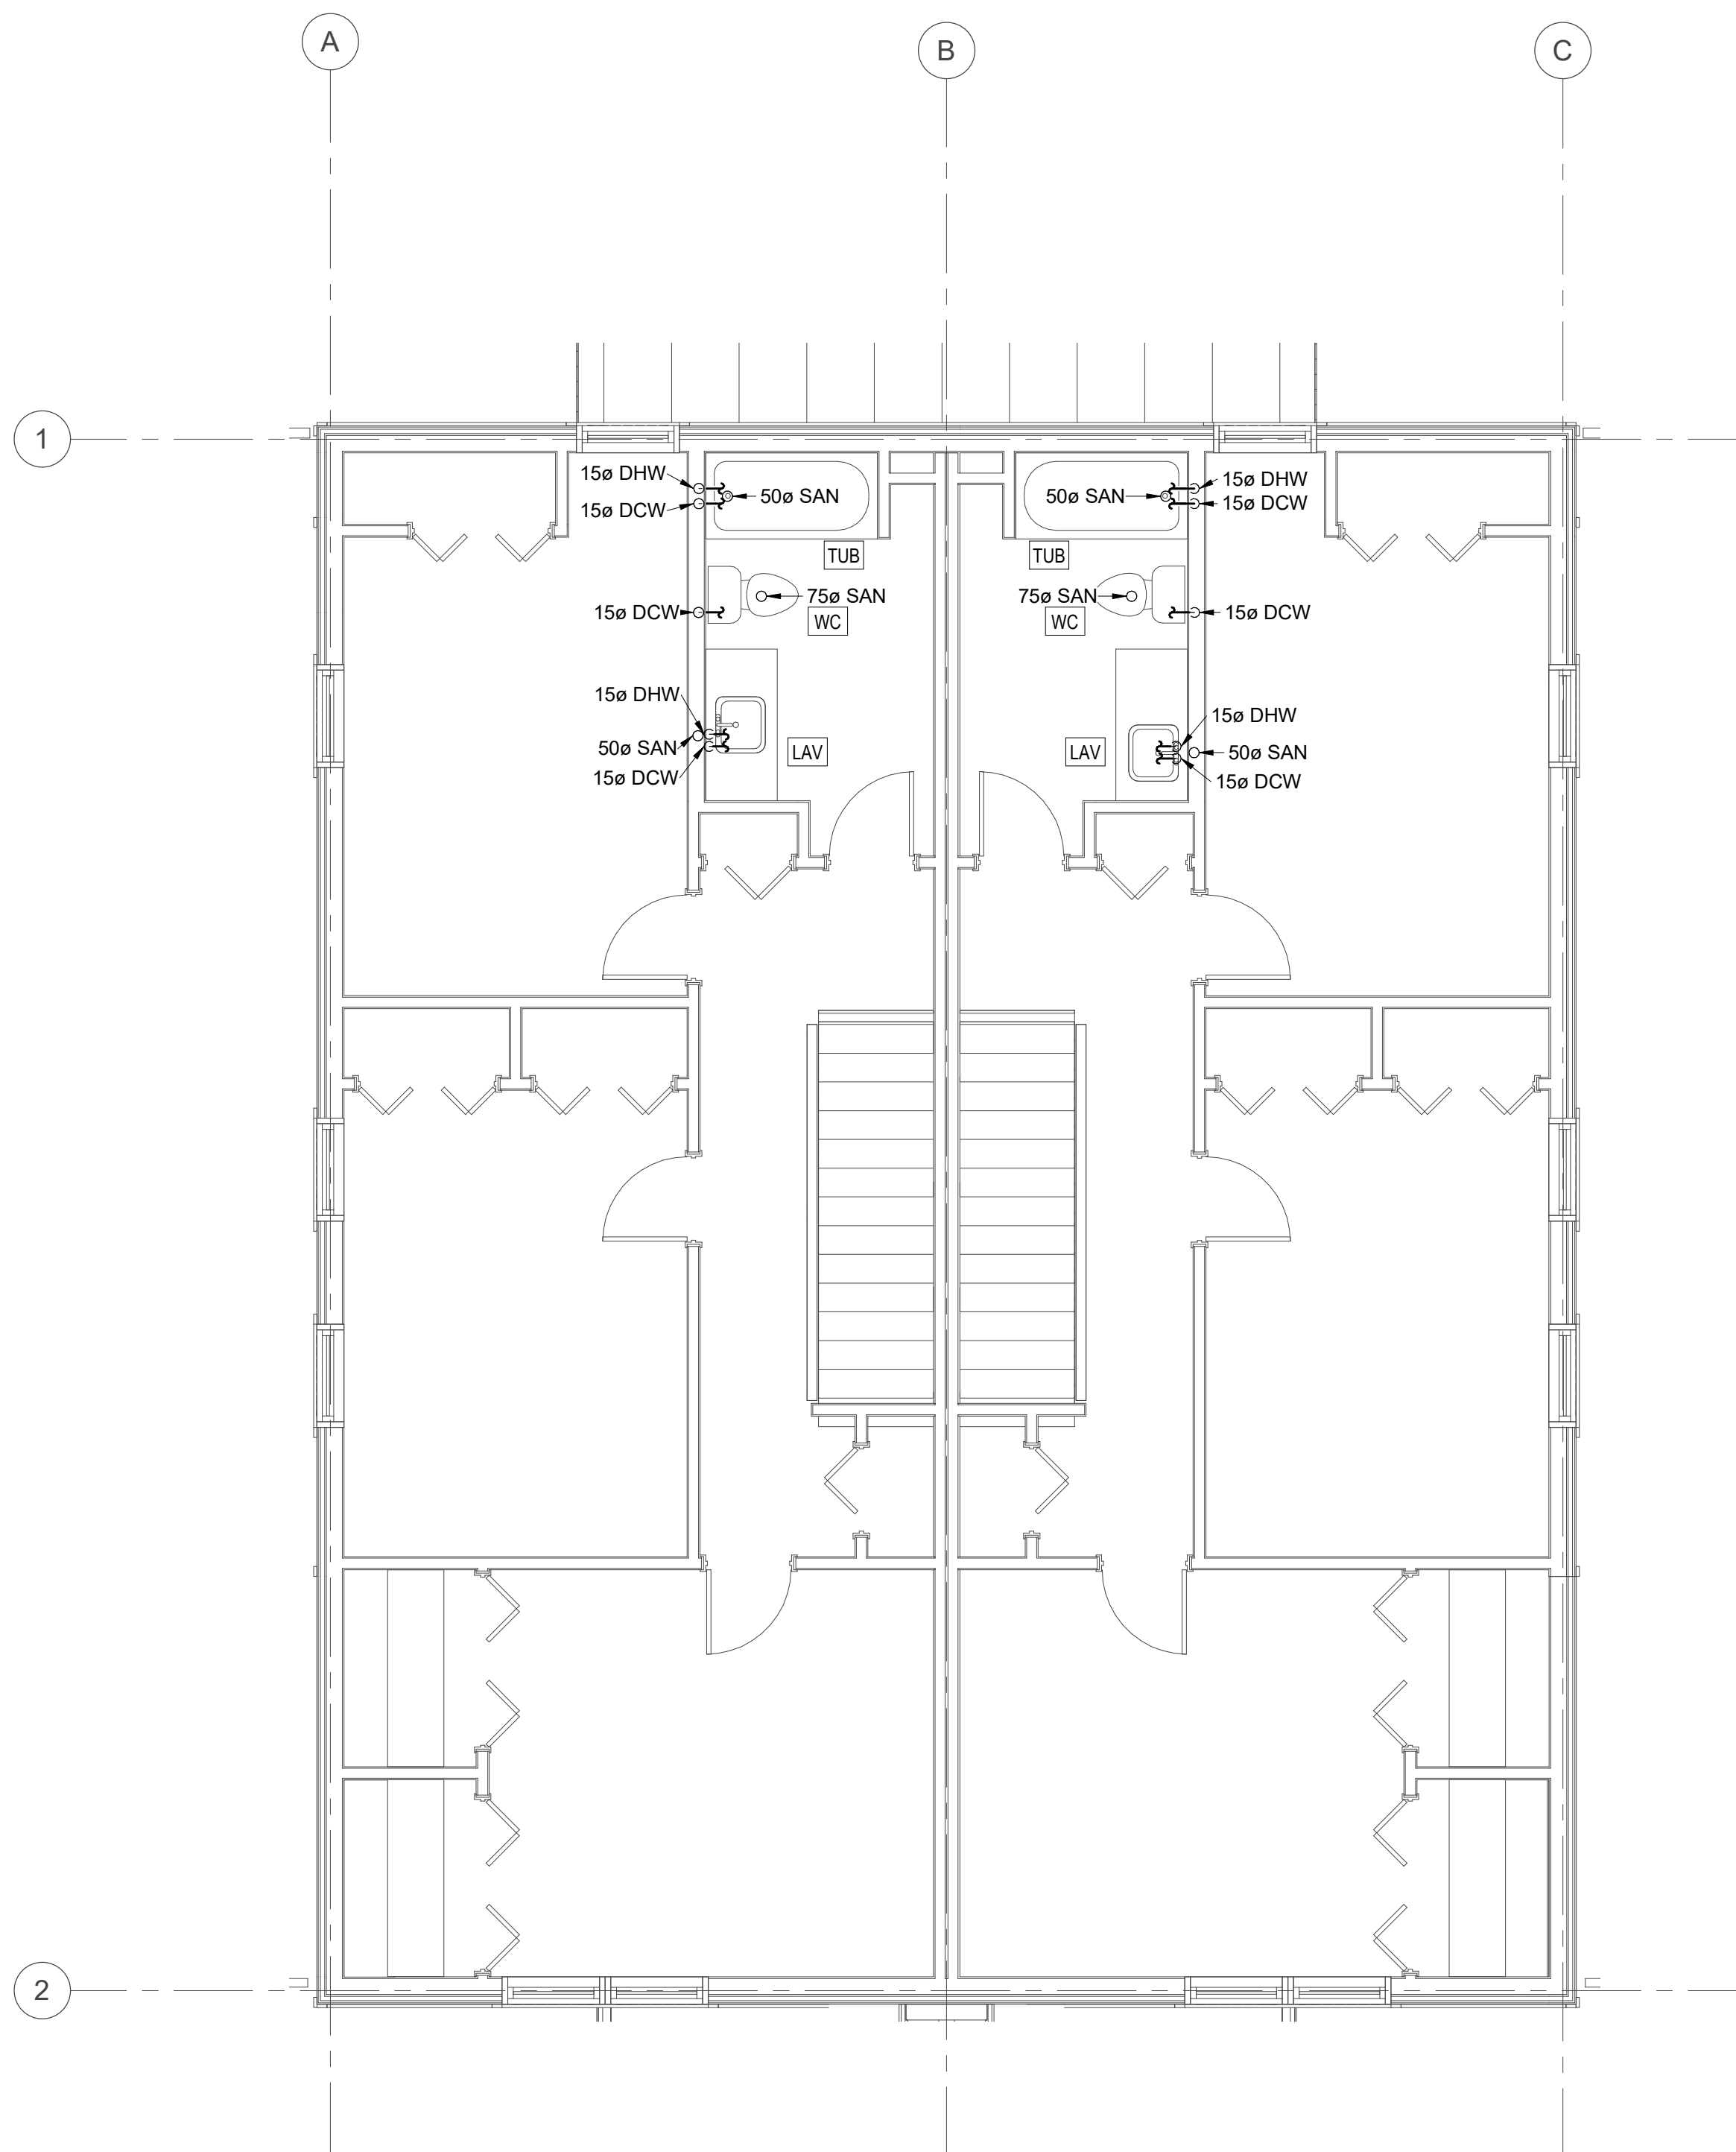 A
B
C
1
15ø DHW
50ø SAN
15ø DCW
50ø SAN
15ø DHW
15ø DCW
TUB
TUB
75ø SAN
15ø DCW
WC
75ø SAN
WC
15ø DCW
15ø DHW
50ø SAN
15ø DCW
LAV
LAV
15ø DHW
50ø SAN
15ø DCW
2